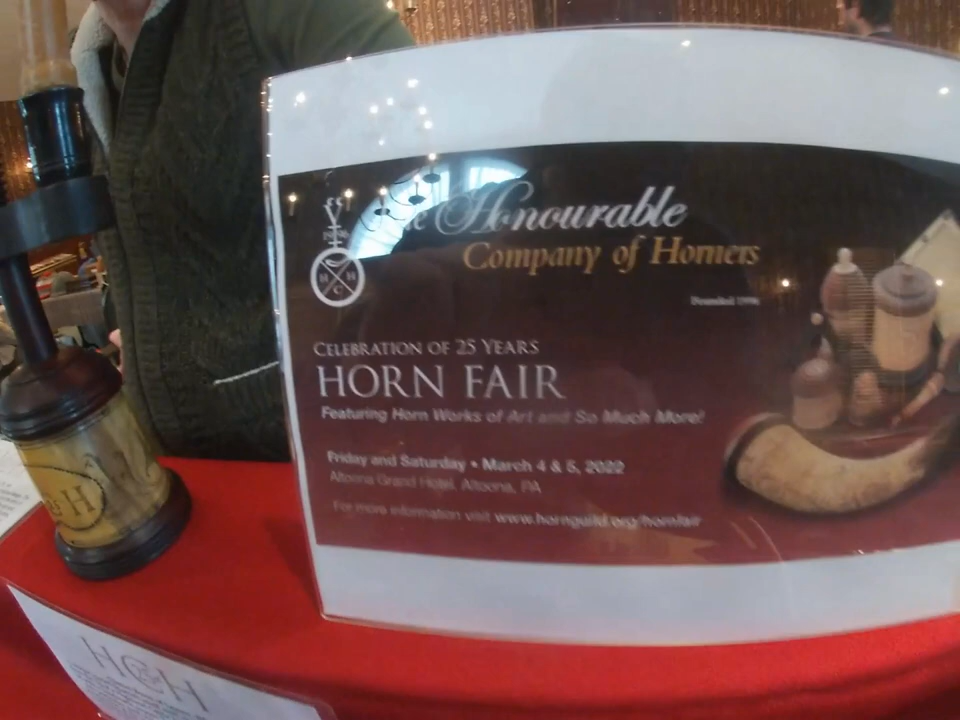 Honourable
Company of Horners
Founded 1996
H H
C
CELEBRATION OF 25 YEARS
HORN FAIR
Featuring Horn Works of Art and So Much More!
Friday and Saturday • March 4 & 5, 2022
Altoona Grand Hotel, Altoona, PA
For more information visit www.hornguild.org/hornfair
H
HCH